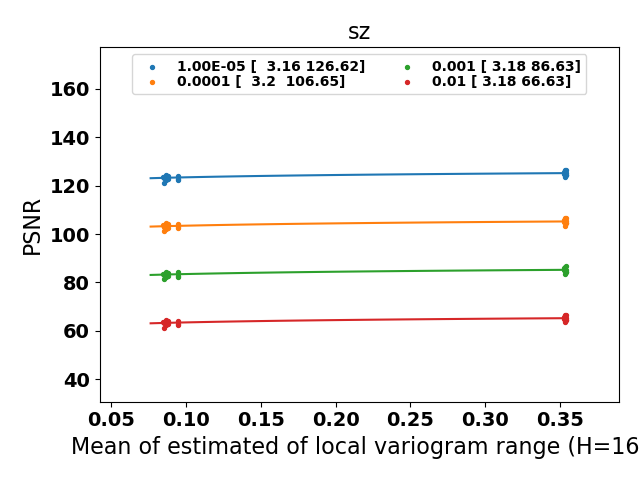 sz
1.00E-05 [  3.16 126.62]
0.0001 [  3.2  106.65]
0.001 [ 3.18 86.63]
0.01 [ 3.18 66.63]
PSNR
160
140
120
100
80
60
40
0.05 0.10 0.15 0.20 0.25 0.30 0.35
Mean of estimated of local variogram range (H=16